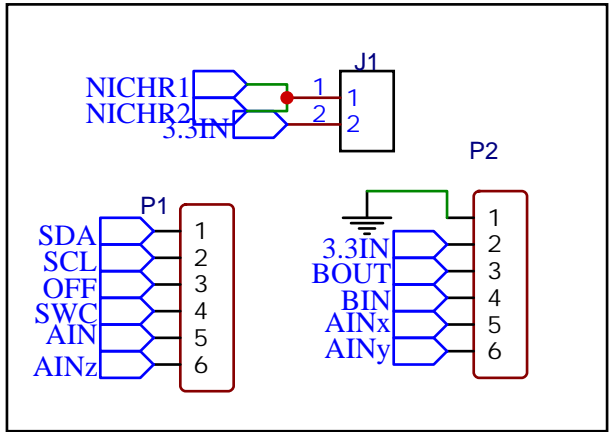 J1
NICHR1 1 1
NICHR2 2 2
3.3IN
P1
SDA 1
SCL 2
OFF 3
SWC 4
AIN 5
AINz 6
P2
1
3.3IN 2
BOUT 3
BIN 4
AINx 5
AINy 6